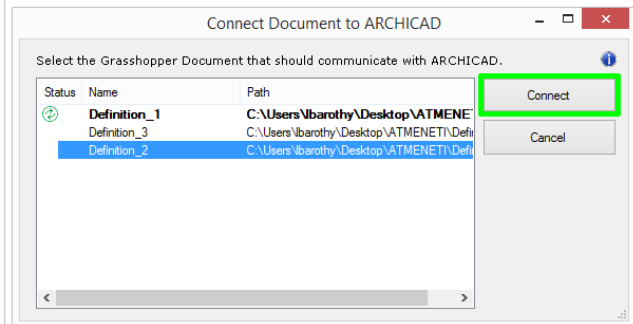 Connect Document to ARCHICAD
Select the Grasshopper Document that should communicate with ARCHICAD.
Status Name Path
Definition_1 C:\Users\lbarothy\Desktop\ATMENE
Definition_3 C:\Users\lbarothy\Desktop\ATMENETI\Defi
Definition_2 C:\Users\lbarothy\Desktop\ATMENETI\Defi
Connect
Cancel